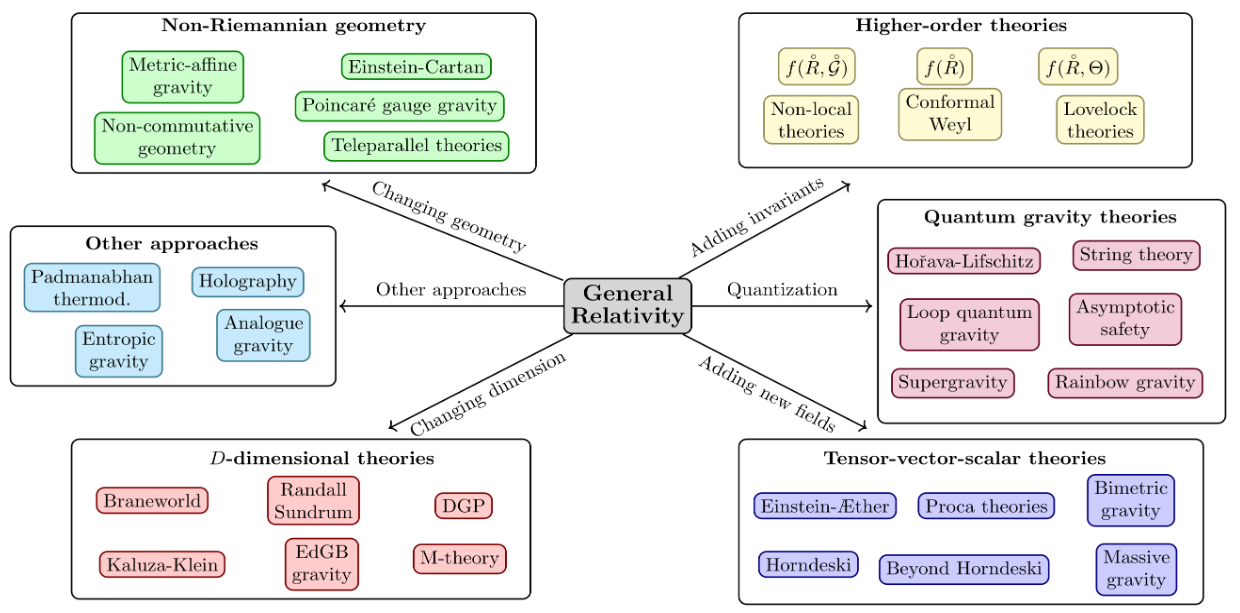 Non-Riemannian geometry
Metric-affine
gravity
Einstein-Cartan
Poincaré gauge gravity
Non-commutative
geometry
Teleparallel theories
Higher-order theories
f(R̊, 𝒢̊)
f(R̊)
f(R̊, Θ)
Non-local
theories
Conformal
Weyl
Lovelock
theories
Changing geometry
Adding invariants
Other approaches
Padmanabhan
thermod.
Holography
Entropic
gravity
Analogue
gravity
Other approaches
General
Relativity
Quantization
Quantum gravity theories
Hořava-Lifschitz
String theory
Loop quantum
gravity
Asymptotic
safety
Supergravity
Rainbow gravity
Changing dimension
Adding new fields
D-dimensional theories
Braneworld
Randall
Sundrum
DGP
Kaluza-Klein
EdGB
gravity
M-theory
Tensor-vector-scalar theories
Einstein-Æther
Proca theories
Bimetric
gravity
Horndeski
Beyond Horndeski
Massive
gravity